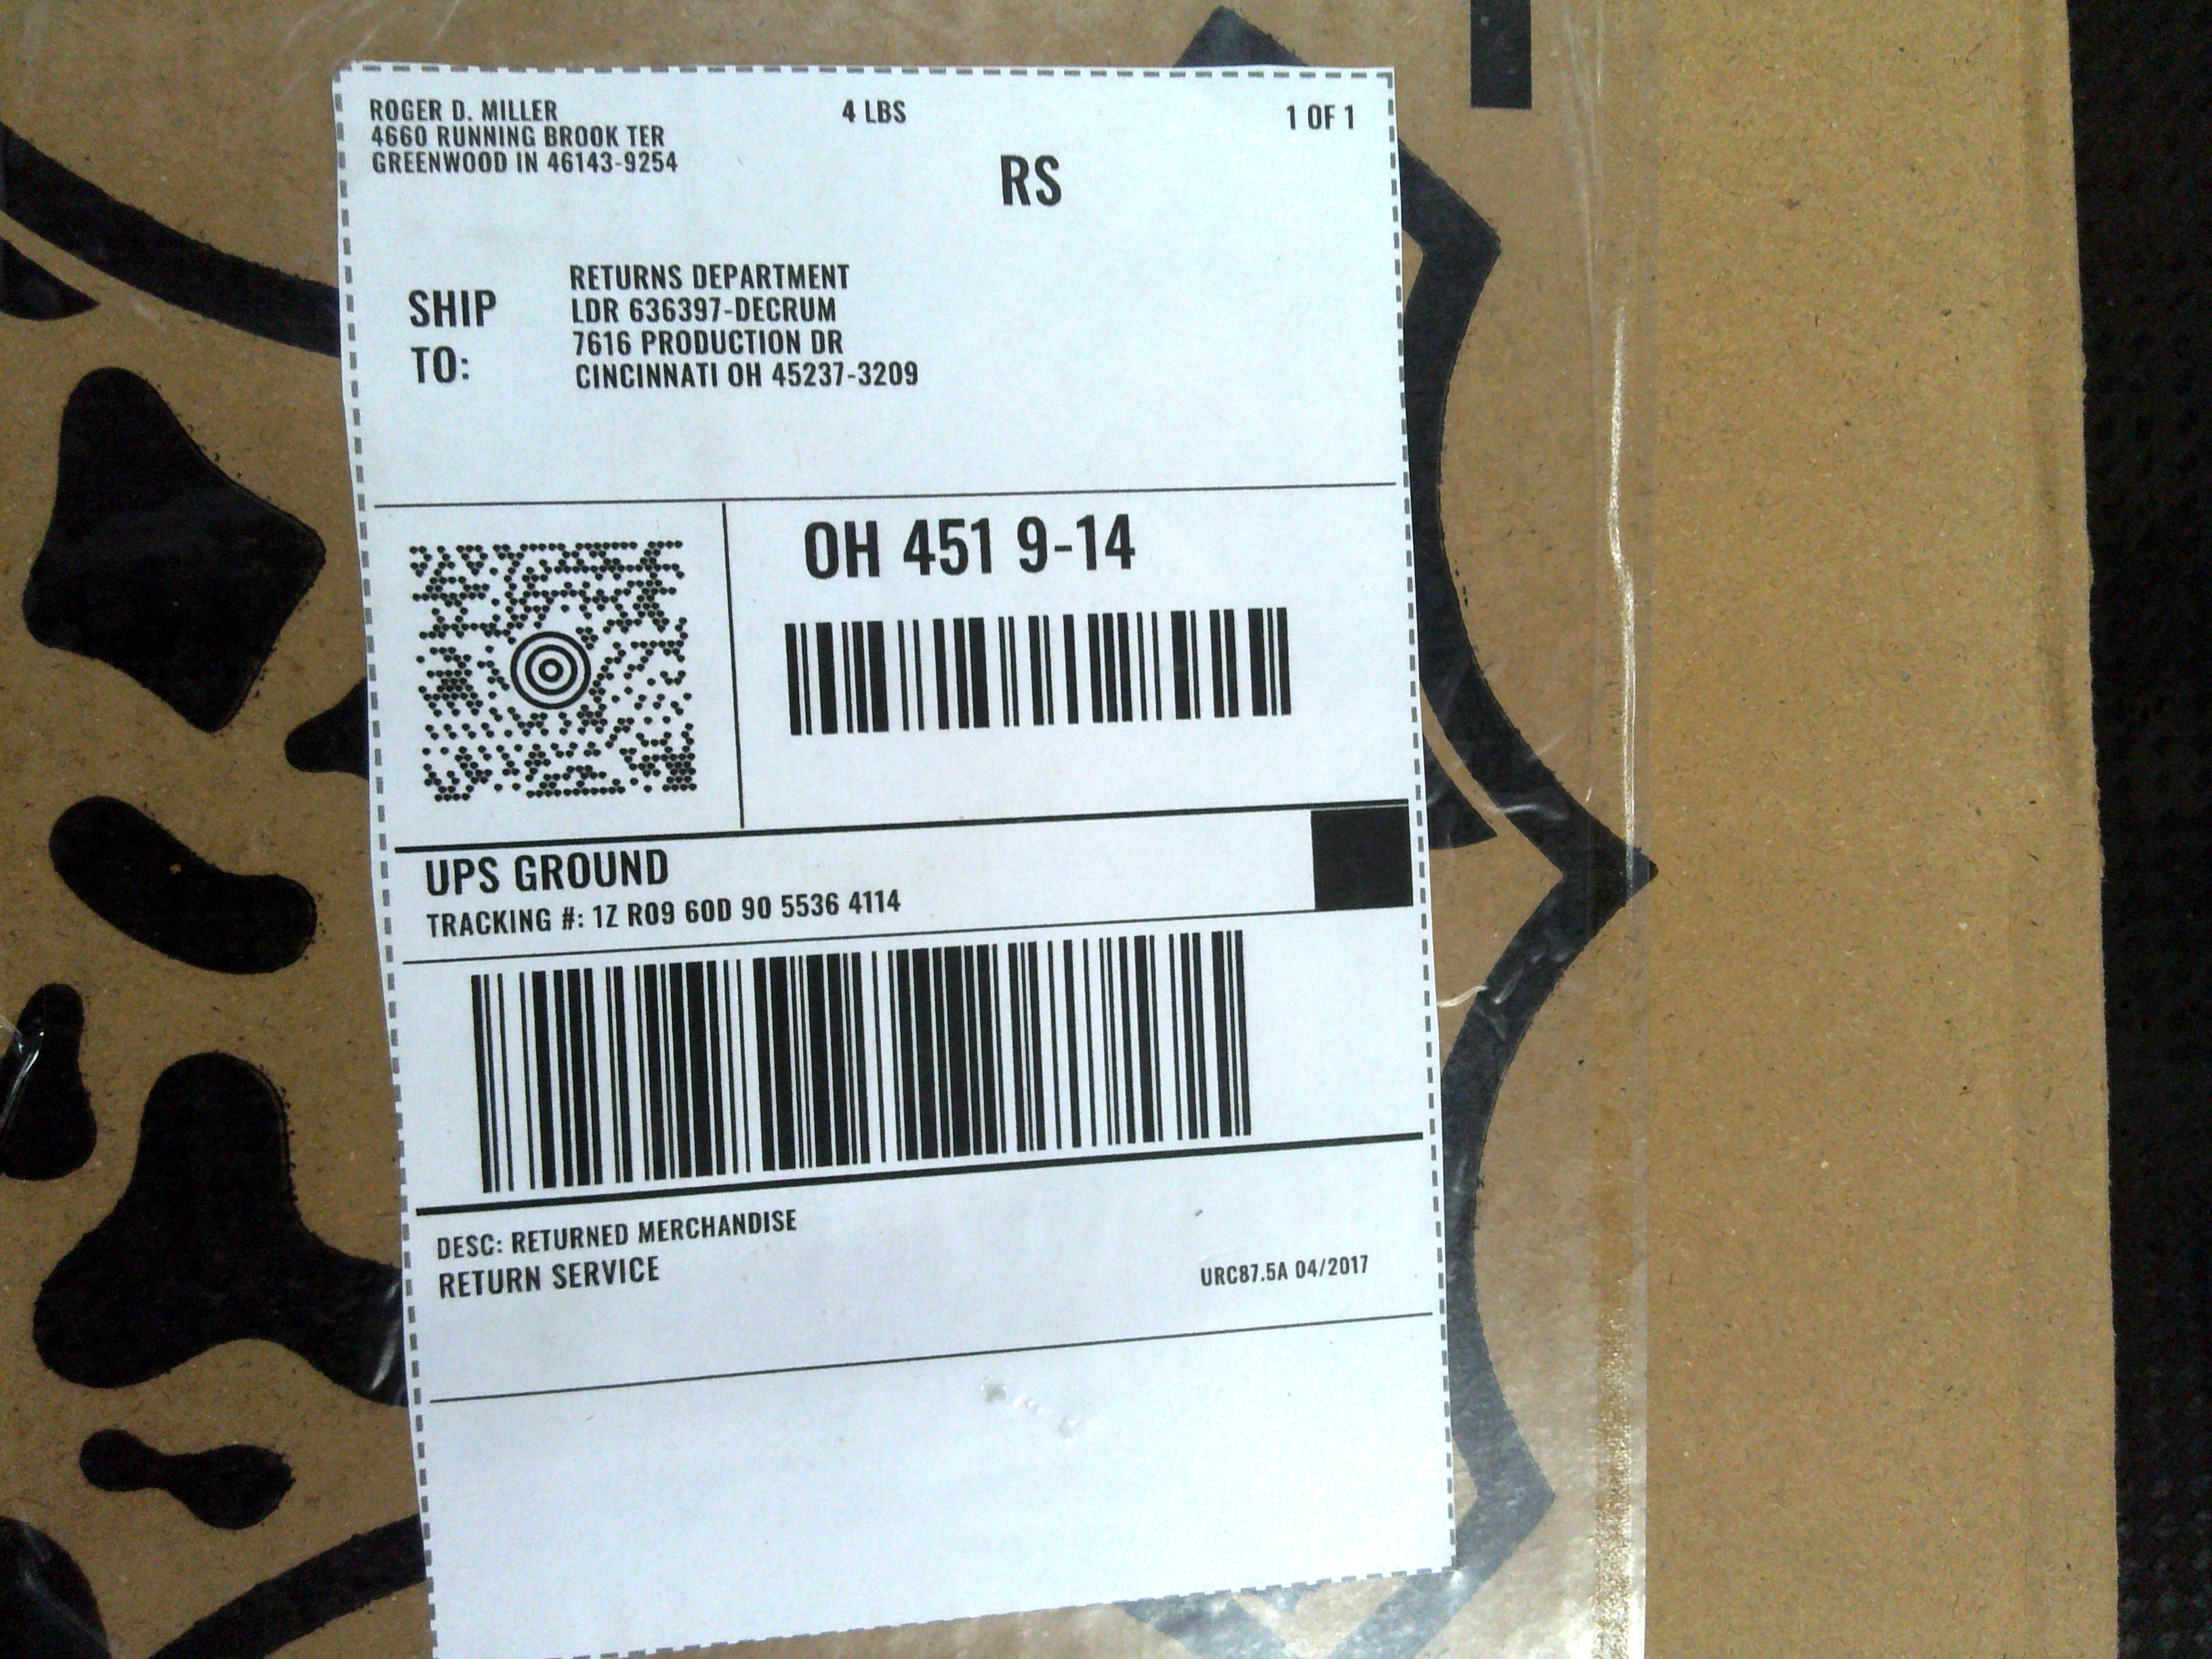 ROGER D. MILLER
4660 RUNNING BROOK TER
GREENWOOD IN 46143-9254
4 LBS
1 OF 1
RS
SHIP TO:
RETURNS DEPARTMENT
LDR 636397-DECRUM
7616 PRODUCTION DR
CINCINNATI OH 45237-3209
OH 451 9-14
UPS GROUND
TRACKING #: 1Z R09 60D 90 5536 4114
DESC: RETURNED MERCHANDISE
RETURN SERVICE
URC87.5A 04/2017